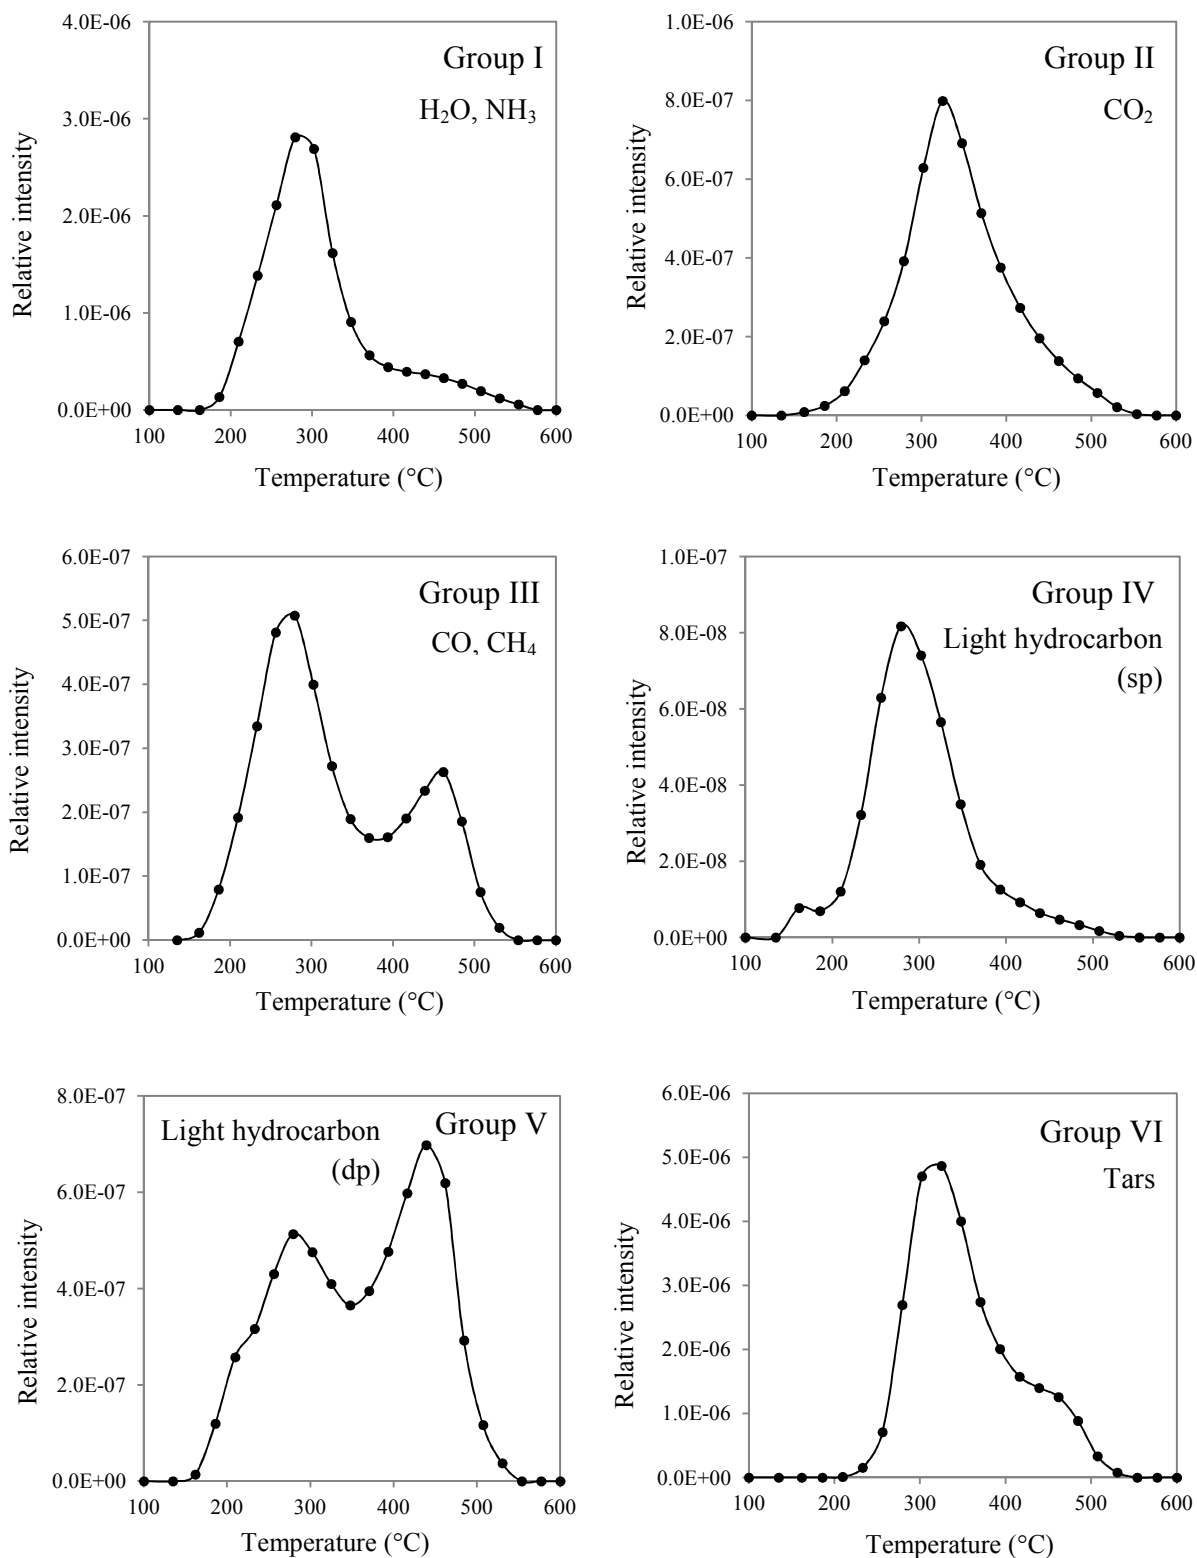 4.0E-06
3.0E-06
2.0E-06
1.0E-06
0.0E+00
Relative intensity
Group I
H₂O, NH₃
100 200 300 400 500 600
Temperature (°C)
1.0E-06
8.0E-07
6.0E-07
4.0E-07
2.0E-07
0.0E+00
Relative intensity
Group II
CO₂
100 200 300 400 500 600
Temperature (°C)
6.0E-07
5.0E-07
4.0E-07
3.0E-07
2.0E-07
1.0E-07
0.0E+00
Relative intensity
Group III
CO, CH₄
100 200 300 400 500 600
Temperature (°C)
1.0E-07
8.0E-08
6.0E-08
4.0E-08
2.0E-08
0.0E+00
Relative intensity
Group IV
Light hydrocarbon
(sp)
100 200 300 400 500 600
Temperature (°C)
8.0E-07
6.0E-07
4.0E-07
2.0E-07
0.0E+00
Relative intensity
Group V
Light hydrocarbon
(dp)
100 200 300 400 500 600
Temperature (°C)
6.0E-06
5.0E-06
4.0E-06
3.0E-06
2.0E-06
1.0E-06
0.0E+00
Relative intensity
Group VI
Tars
100 200 300 400 500 600
Temperature (°C)